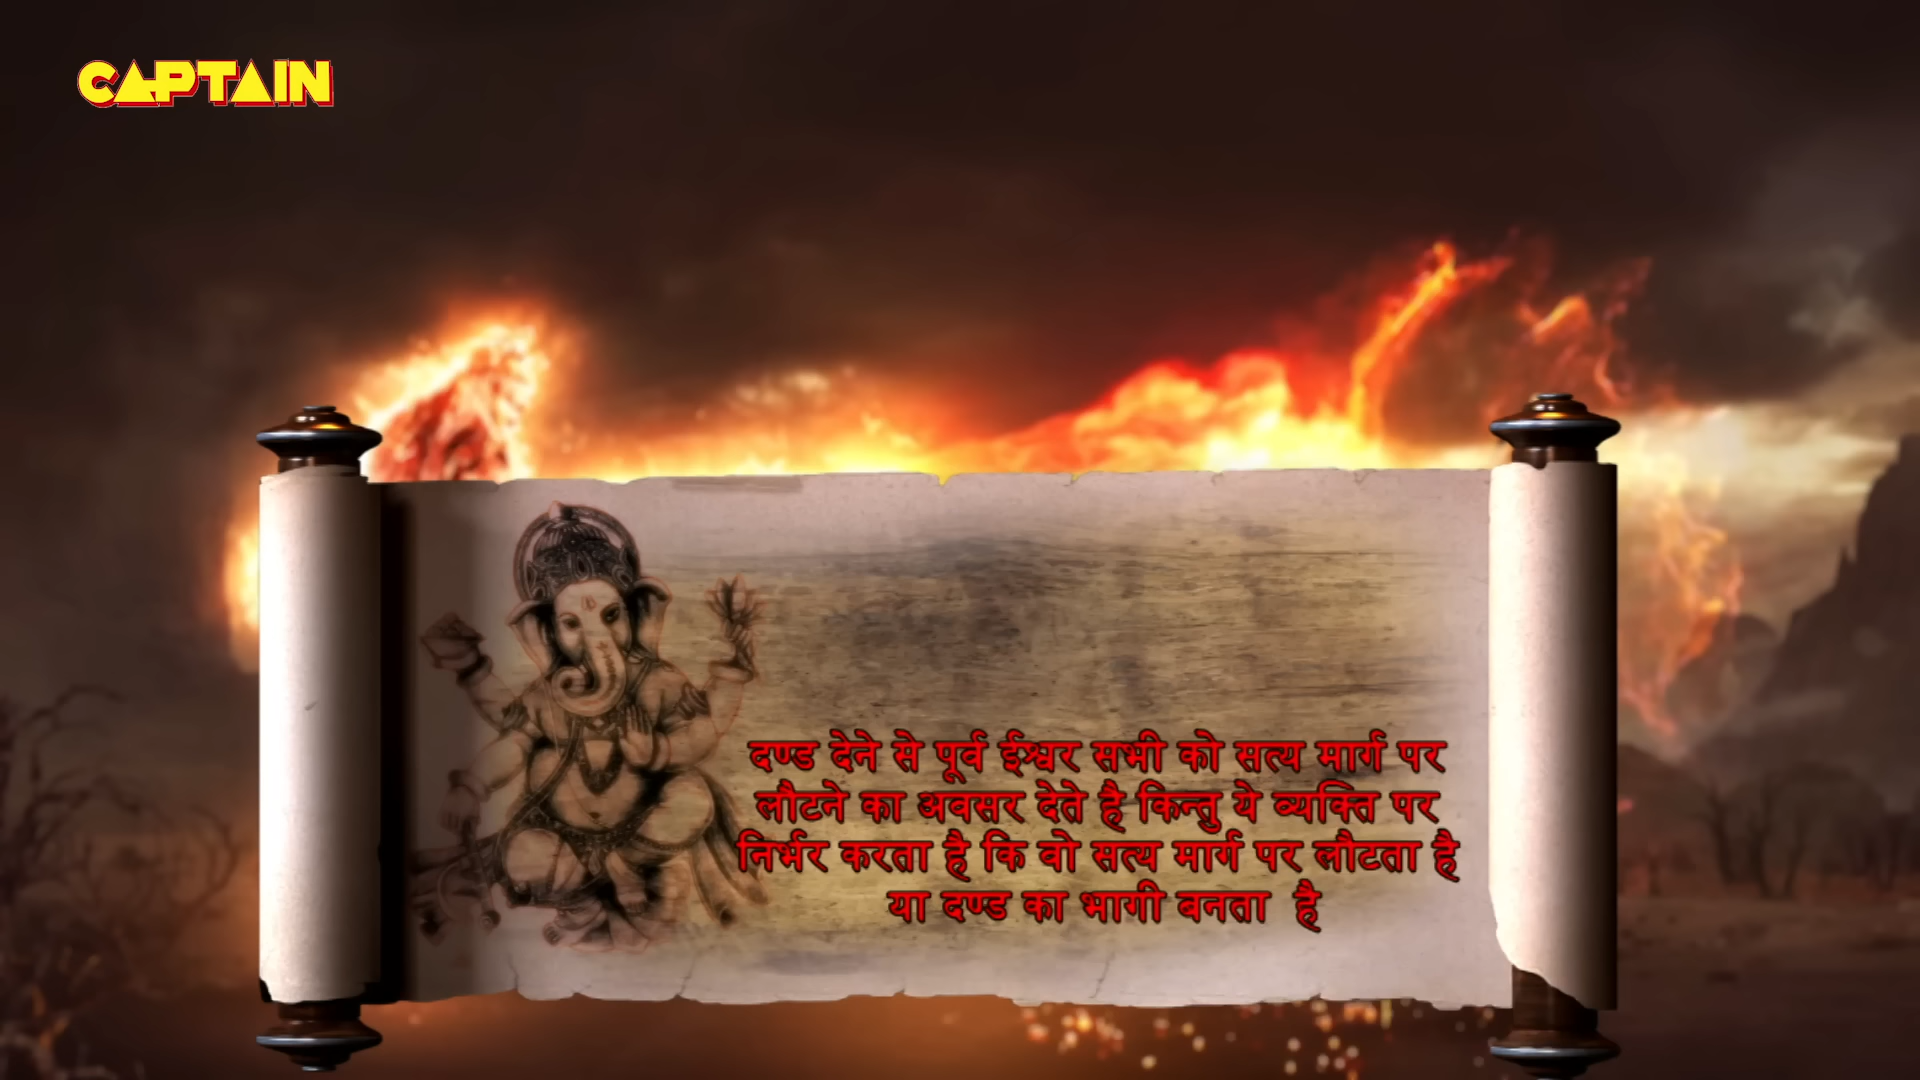 CAPTAIN
दण्ड देने से पूर्व ईश्वर सभी को सत्य मार्ग पर
लौटने का अवसर देते है किन्तु ये व्यक्ति पर
निर्भर करता है कि वो सत्य मार्ग पर लौटता है
या दण्ड का भागी बनता है